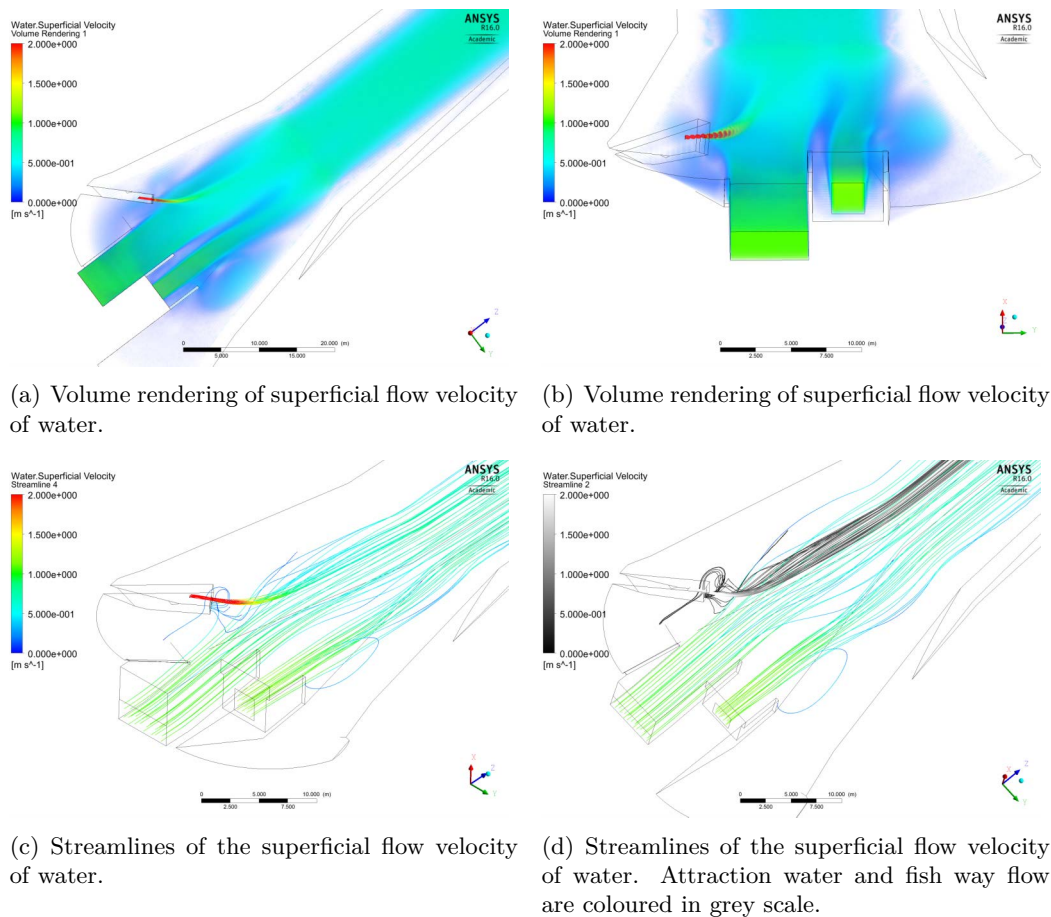 Water.Superficial Velocity
Volume Rendering 1
2.000e+000
1.500e+000
1.000e+000
5.000e-001
0.000e+000
[m s^-1]
ANSYS
R16.0
Academic
0
10.000
20.000 (m)
5.000
15.000
Z
Y
(a) Volume rendering of superficial flow velocity
of water.
Water.Superficial Velocity
Volume Rendering 1
2.000e+000
1.500e+000
1.000e+000
5.000e-001
0.000e+000
[m s^-1]
ANSYS
R16.0
Academic
0
5.000
10.000 (m)
2.500
7.500
X
Y
(b) Volume rendering of superficial flow velocity
of water.
Water.Superficial Velocity
Streamline 4
2.000e+000
1.500e+000
1.000e+000
5.000e-001
0.000e+000
[m s^-1]
ANSYS
R16.0
Academic
0
5.000
10.000 (m)
2.500
7.500
X
Z
Y
(c) Streamlines of the superficial flow velocity
of water.
Water.Superficial Velocity
Streamline 2
2.000e+000
1.500e+000
1.000e+000
5.000e-001
0.000e+000
[m s^-1]
ANSYS
R16.0
Academic
0
5.000
10.000 (m)
2.500
7.500
X
Z
Y
(d) Streamlines of the superficial flow velocity
of water. Attraction water and fish way flow
are coloured in grey scale.